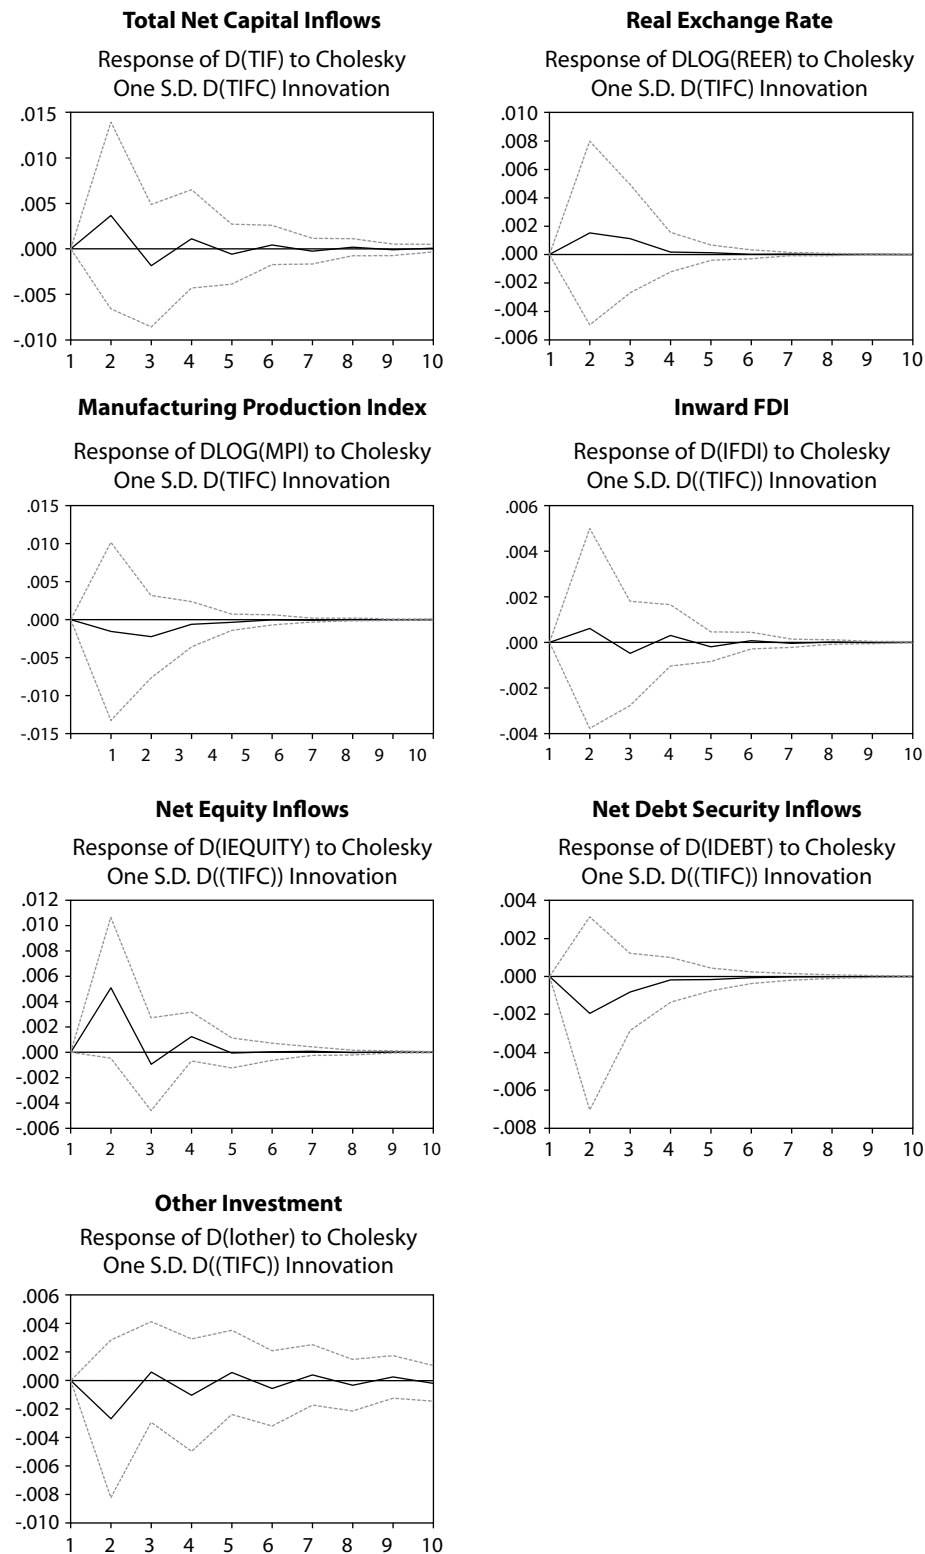 Total Net Capital Inflows
Response of D(TIF) to Cholesky
One S.D. D(TIFC) Innovation
.015
.010
.005
.000
-.005
-.010
1 2 3 4 5 6 7 8 9 10
Real Exchange Rate
Response of DLOG(REER) to Cholesky
One S.D. D(TIFC) Innovation
.010
.008
.006
.004
.002
.000
-.002
-.004
-.006
1 2 3 4 5 6 7 8 9 10
Manufacturing Production Index
Response of DLOG(MPI) to Cholesky
One S.D. D(TIFC) Innovation
.015
.010
.005
.000
-.005
-.010
-.015
1 2 3 4 5 6 7 8 9 10
Inward FDI
Response of D(IFDI) to Cholesky
One S.D. D((TIFC)) Innovation
.006
.004
.002
.000
-.002
-.004
1 2 3 4 5 6 7 8 9 10
Net Equity Inflows
Response of D(IEQUITY) to Cholesky
One S.D. D((TIFC)) Innovation
.012
.010
.008
.006
.004
.002
.000
-.002
-.004
-.006
1 2 3 4 5 6 7 8 9 10
Net Debt Security Inflows
Response of D(IDEBT) to Cholesky
One S.D. D((TIFC)) Innovation
.004
.002
.000
-.002
-.004
-.006
-.008
1 2 3 4 5 6 7 8 9 10
Other Investment
Response of D(lother) to Cholesky
One S.D. D((TIFC)) Innovation
.006
.004
.002
.000
-.002
-.004
-.006
-.008
-.010
1 2 3 4 5 6 7 8 9 10